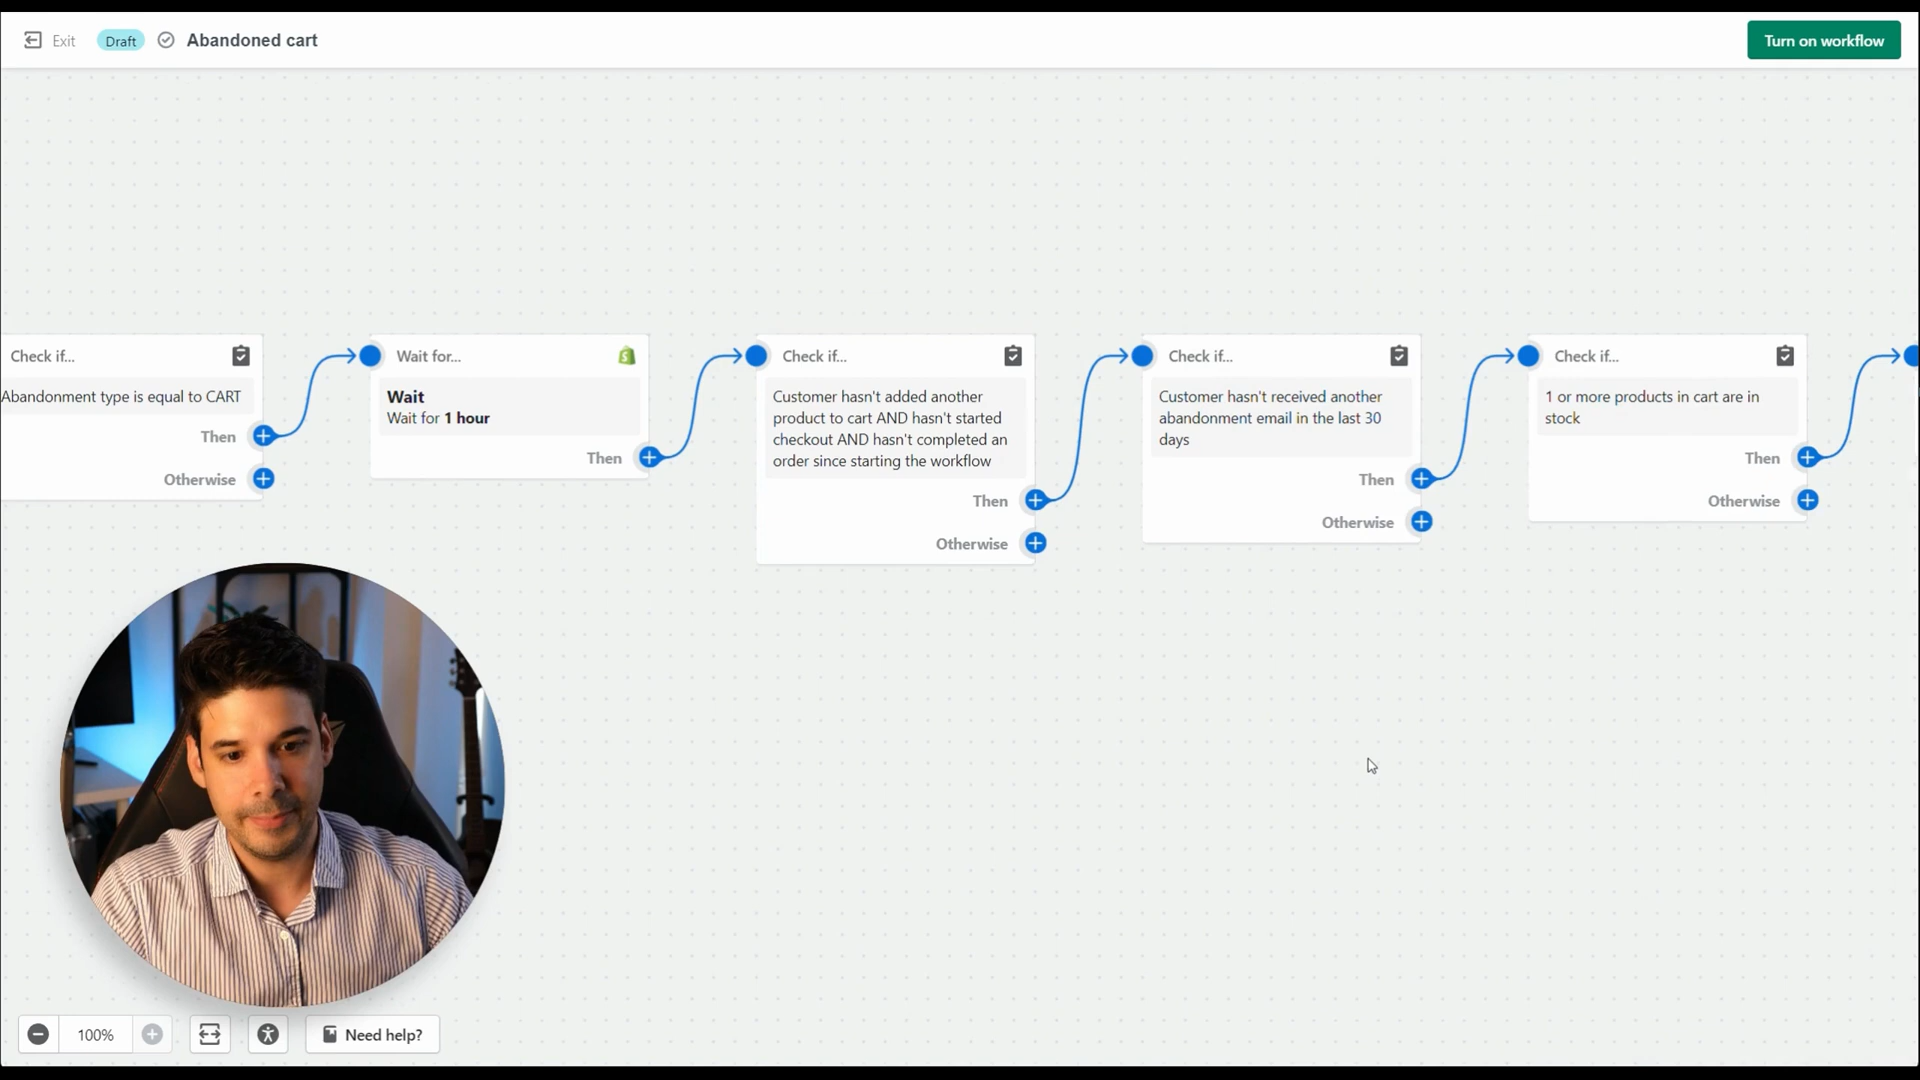 Exit
Draft
Abandoned cart
Turn on workflow
Check if...
Abandonment type is equal to CART
Then
Otherwise
Wait for...
Wait
Wait for 1 hour
Then
Check if...
Customer hasn't added another
product to cart AND hasn't started
checkout AND hasn't completed an
order since starting the workflow
Then
Otherwise
Check if...
Customer hasn't received another
abandonment email in the last 30
days
Then
Otherwise
Check if...
1 or more products in cart are in
stock
Then
Otherwise
100%
Need help?